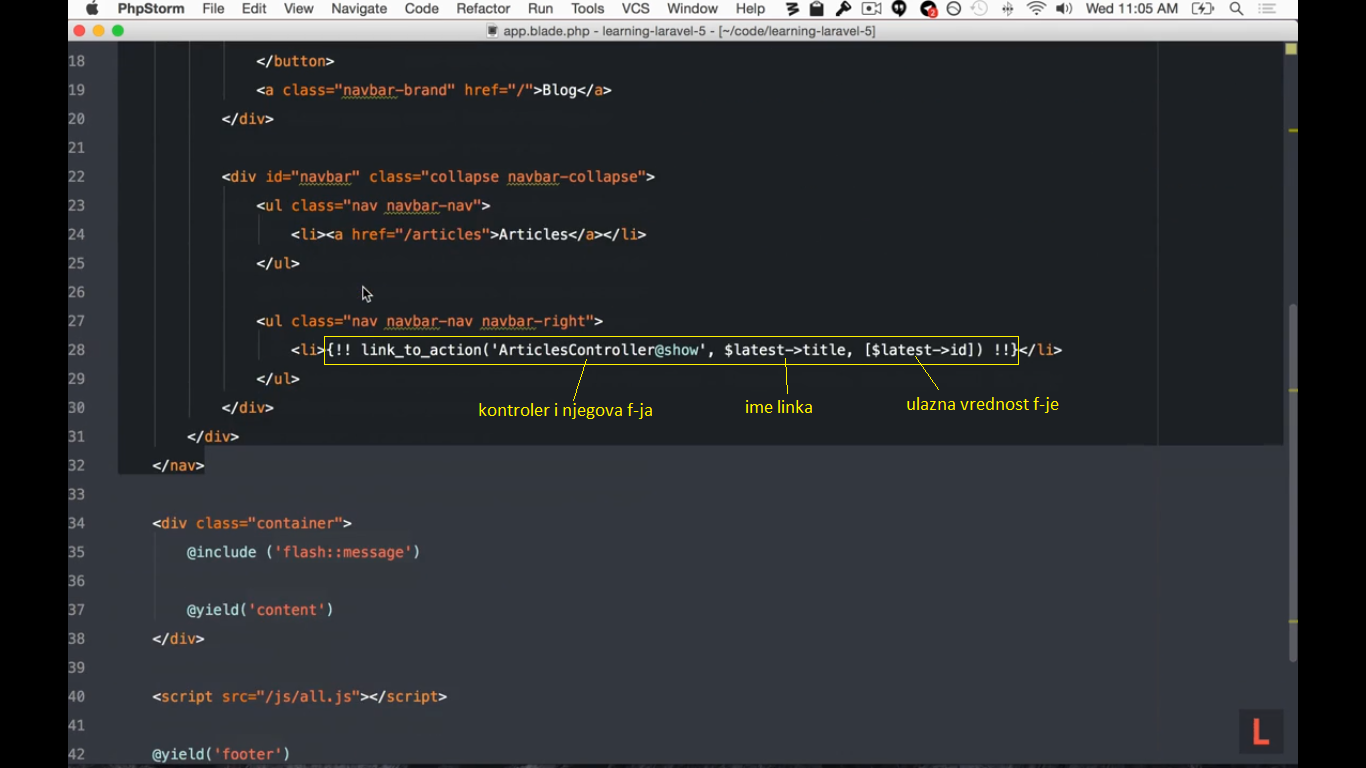 PhpStorm File Edit View Navigate Code Refactor Run Tools VCS Window Help 2 Wed 11:05 AM
app.blade.php - learning-laravel-5 - [~/code/learning-laravel-5]
18 </button>
19 <a class="navbar-brand" href="/">Blog</a>
20 </div>
21
22 <div id="navbar" class="collapse navbar-collapse">
23 <ul class="nav navbar-nav">
24 <li><a href="/articles">Articles</a></li>
25 </ul>
26
27 <ul class="nav navbar-nav navbar-right">
28 <li>{!! link_to_action('ArticlesController@show', $latest->title, [$latest->id]) !!}</li>
29 </ul>
30 </div>
kontroler i njegova f-ja
ime linka
ulazna vrednost f-je
31 </div>
32 </nav>
33
34 <div class="container">
35 @include ('flash::message')
36
37 @yield('content')
38 </div>
39
40 <script src="/js/all.js"></script>
41
42 @yield('footer')
L